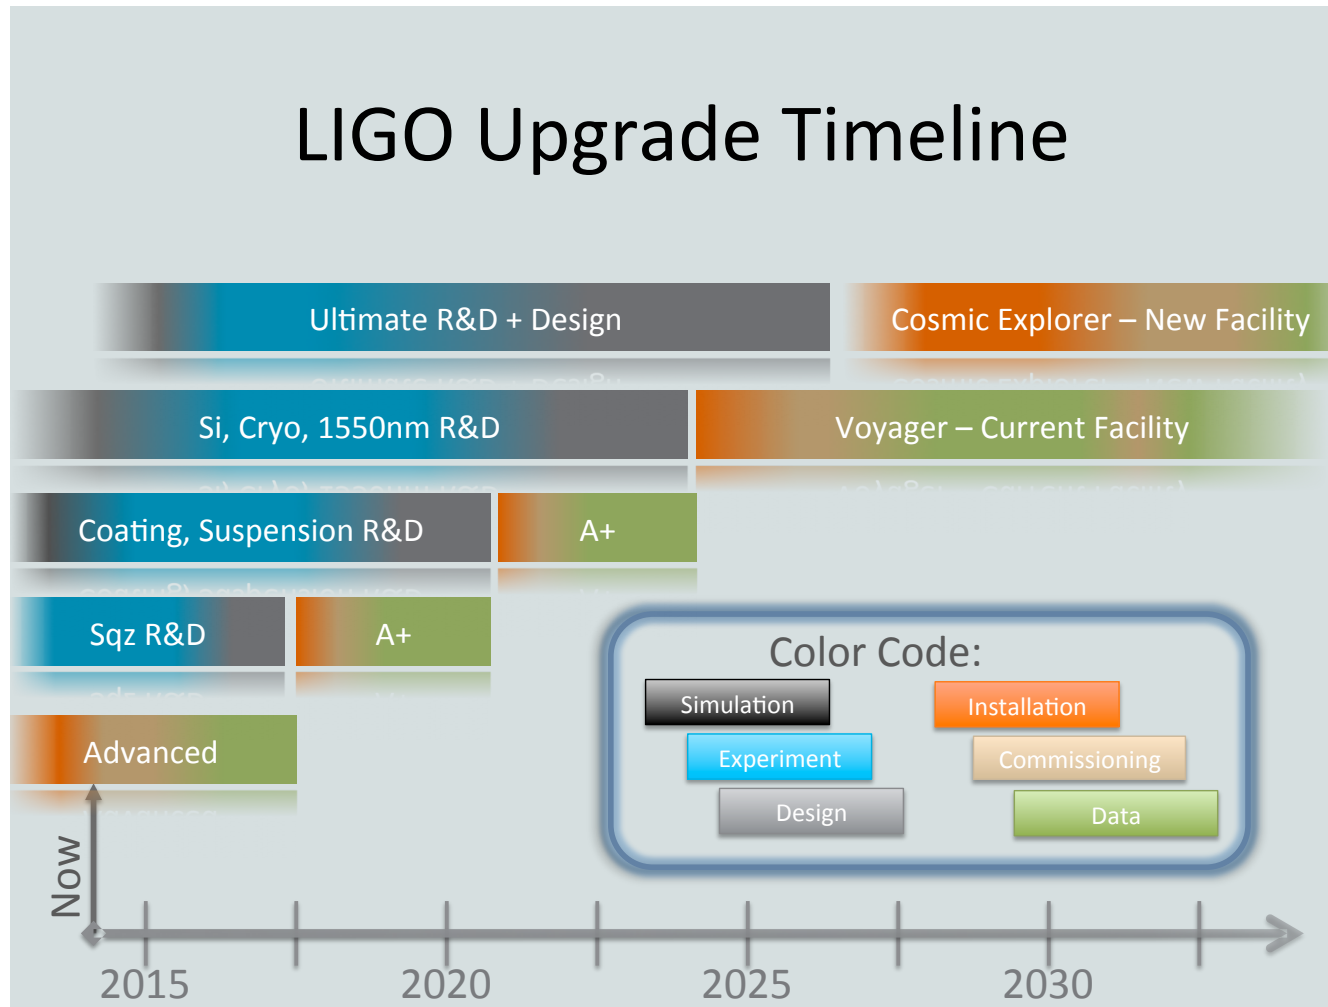 LIGO Upgrade Timeline
Ultimate R&D + Design
Cosmic Explorer – New Facility
Si, Cryo, 1550nm R&D
Voyager – Current Facility
Coating, Suspension R&D
A+
Sqz R&D
A+
Advanced
Color Code:
Simulation
Installation
Experiment
Commissioning
Design
Data
Now
2015
2020
2025
2030